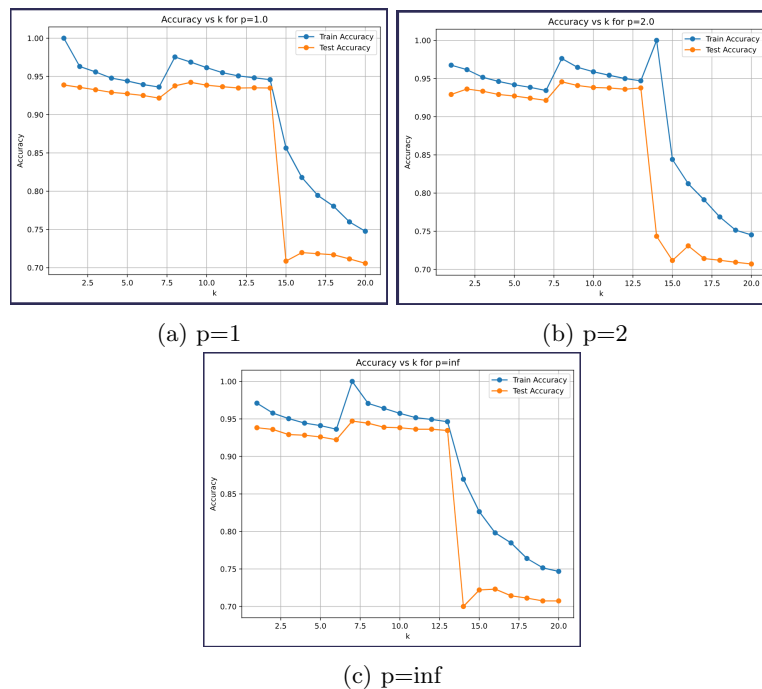 Accuracy vs k for p=1.0
Train Accuracy
Test Accuracy
1.00
0.95
0.90
0.85
0.80
0.75
0.70
Accuracy
2.5 5.0 7.5 10.0 12.5 15.0 17.5 20.0
k
(a) p=1
Accuracy vs k for p=2.0
Train Accuracy
Test Accuracy
1.00
0.95
0.90
0.85
0.80
0.75
0.70
Accuracy
2.5 5.0 7.5 10.0 12.5 15.0 17.5 20.0
k
(b) p=2
Accuracy vs k for p=inf
Train Accuracy
Test Accuracy
1.00
0.95
0.90
0.85
0.80
0.75
0.70
Accuracy
2.5 5.0 7.5 10.0 12.5 15.0 17.5 20.0
k
(c) p=inf